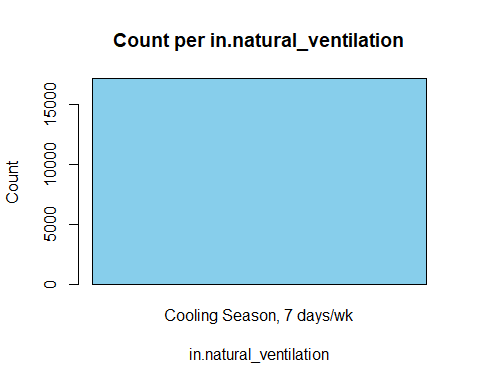 Count per in.natural_ventilation
15000
10000
5000
0
Count
Cooling Season, 7 days/wk
in.natural_ventilation